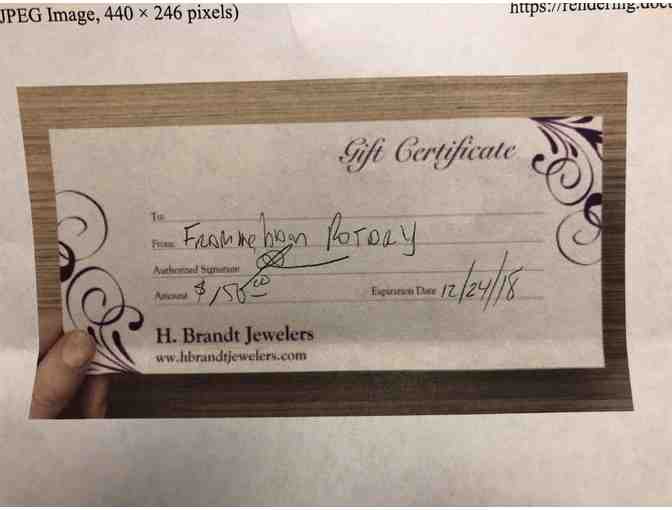 JPEG Image, 440 × 246 pixels)
Gift Certificate
To:
From: Framingham Rotary
Authorized Signature
Amount $150.00 Expiration Date 12/24/18
H. Brandt Jewelers
ww.hbrandtjewelers.com